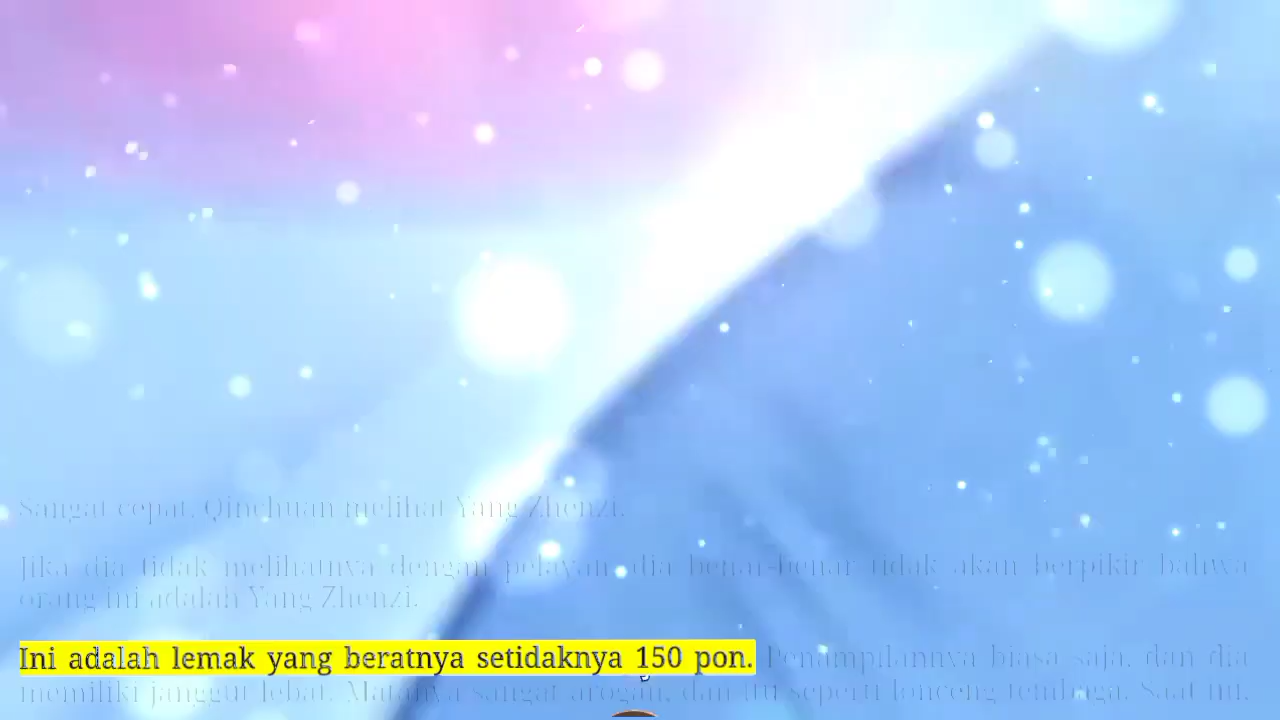 Sangat cepat, Qinchuan melihat Yang Zhenzi.
Jika dia tidak melihatnya dengan pelayan, dia benar-benar tidak akan berpikir bahwa
orang ini adalah Yang Zhenzi.
Ini adalah lemak yang beratnya setidaknya 150 pon. Penampilannya biasa saja, dan dia
memiliki janggut lebat. Matanya sangat arogan, dan itu seperti lonceng tembaga. Saat itu,